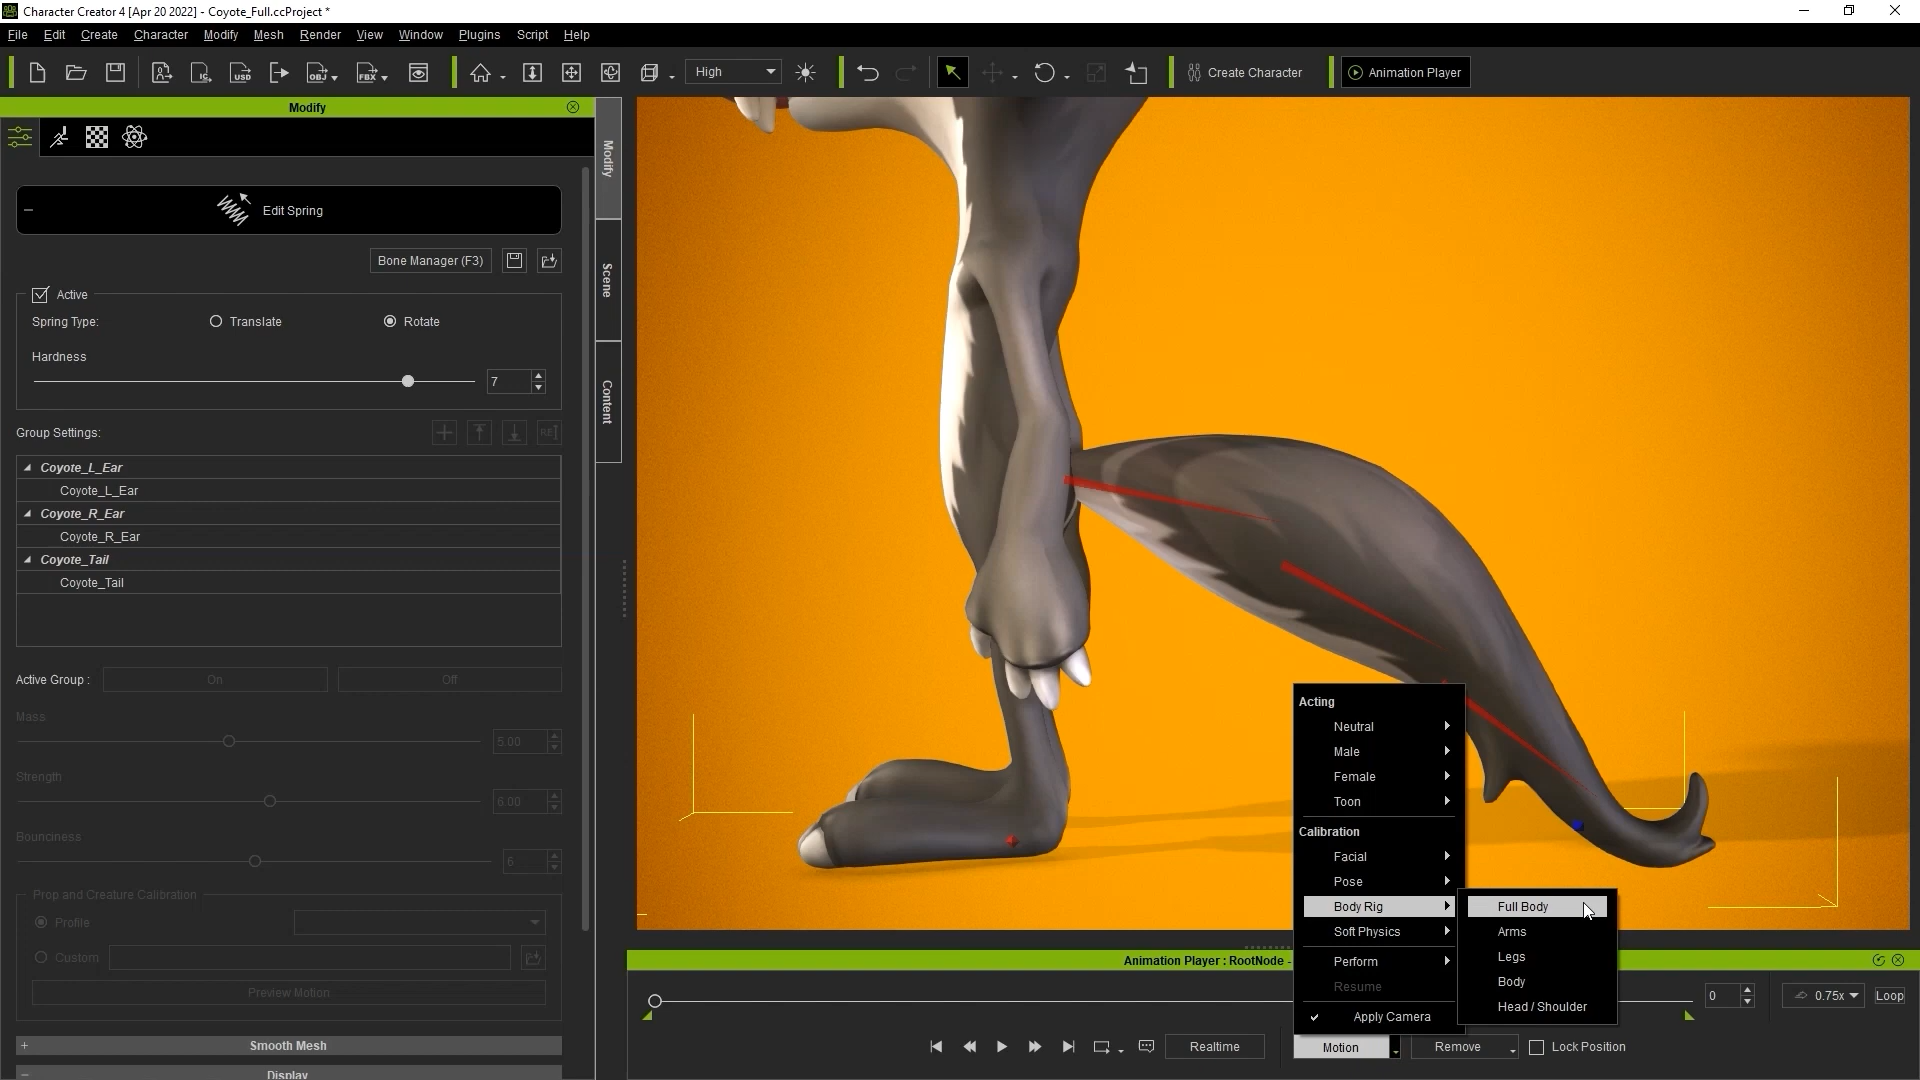 Character Creator 4 [Apr 20 2022] - Coyote_Full.ccProject *
File Edit Create Character Modify Mesh Render View Window Plugins Script Help
High
Create Character
Animation Player
Modify
Modify
Scene
Content
Edit Spring
Bone Manager (F3)
Active
Spring Type: Translate Rotate
Hardness
7
Group Settings:
Coyote_L_Ear
Coyote_L_Ear
Coyote_R_Ear
Coyote_R_Ear
Coyote_Tail
Coyote_Tail
Active Group : On Off
Mass
5.00
Strength
6.00
Bounciness
6
Prop and Creature Calibration
Profile
Custom
Preview Motion
+ Smooth Mesh
Display
Acting
Neutral
Male
Female
Toon
Calibration
Facial
Pose
Body Rig
Soft Physics
Perform
Resume
Apply Camera
Full Body
Arms
Legs
Body
Head / Shoulder
Animation Player : RootNode -
0
0.75x
Loop
Realtime
Motion
Remove
Lock Position